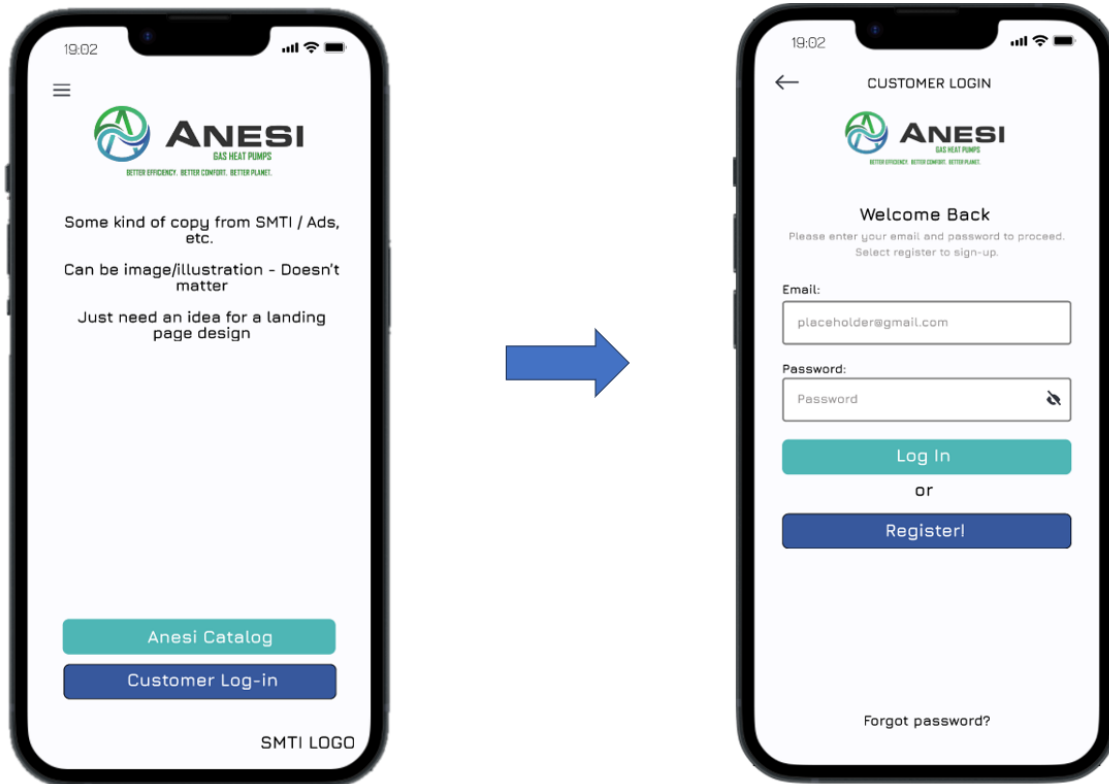 19:02
ANESI
GAS HEAT PUMPS
BETTER EFFICIENCY. BETTER COMFORT. BETTER PLANET.
Some kind of copy from SMTI / Ads,
etc.
Can be image/illustration - Doesn't
matter
Just need an idea for a landing
page design
Anesi Catalog
Customer Log-in
SMTI LOGO
19:02
CUSTOMER LOGIN
ANESI
GAS HEAT PUMPS
BETTER EFFICIENCY. BETTER COMFORT. BETTER PLANET.
Welcome Back
Please enter your email and password to proceed.
Select register to sign-up.
Email:
placeholder@gmail.com
Password:
Password
Log In
or
Register!
Forgot password?